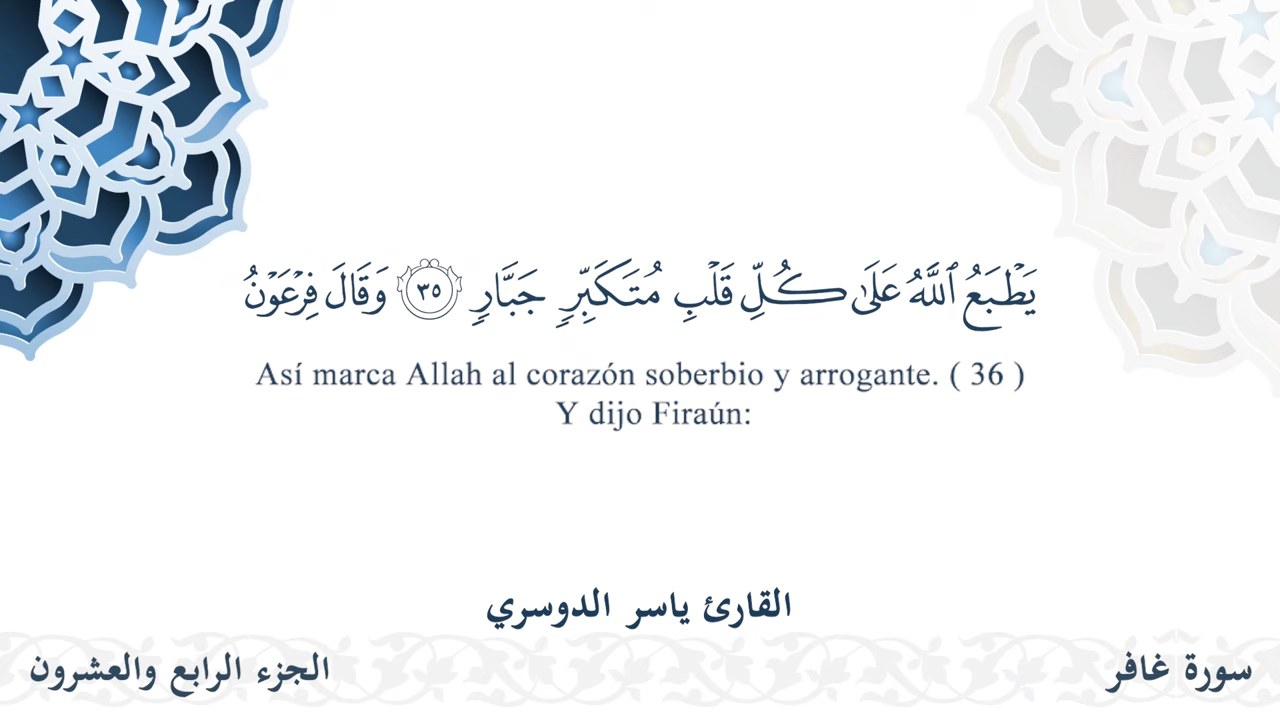 يَطْبَعُ ٱللَّهُ عَلَىٰ كُلِّ قَلْبِ مُتَكَبِّرٍ جَبَّارٍ ٣٥ وَقَالَ فِرْعَوْنُ
Así marca Allah al corazón soberbio y arrogante. ( 36 )
Y dijo Firaún:
القارئ ياسر الدوسري
سورة غافر
الجزء الرابع والعشرون